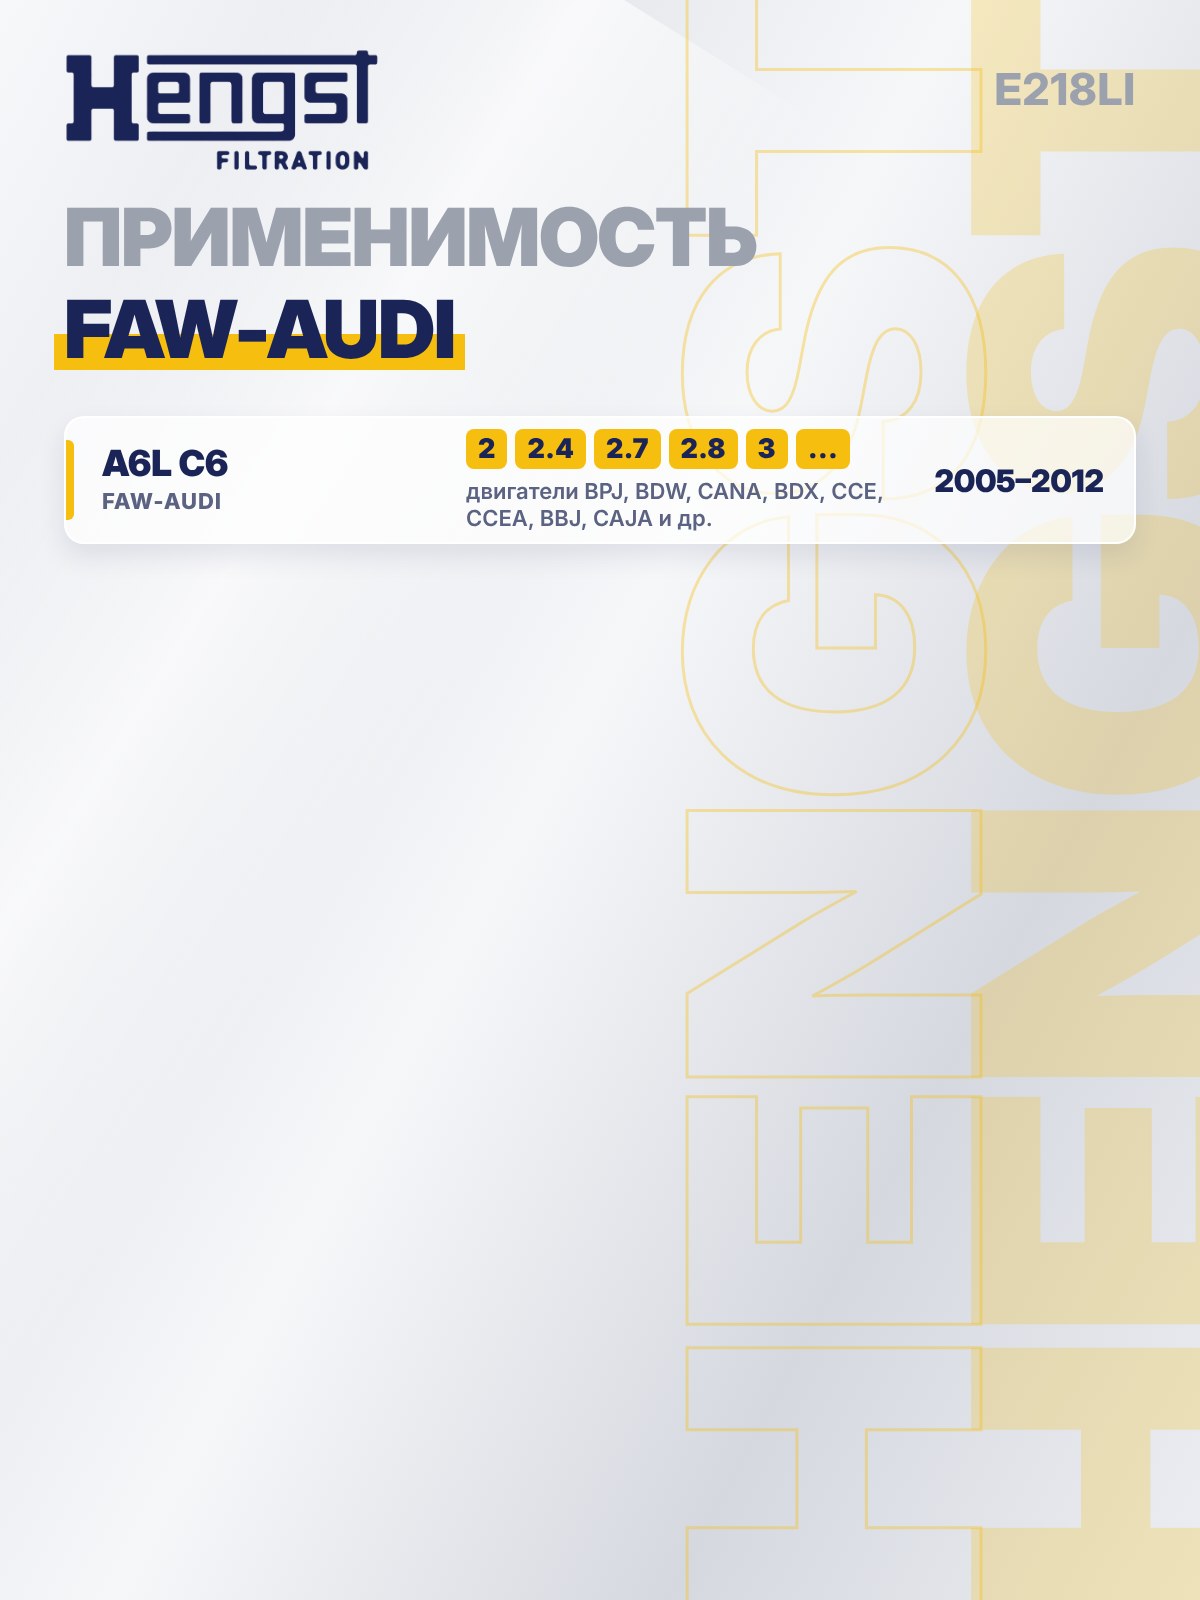 Hengst
FILTRATION
E218LI
ПРИМЕНИМОСТЬ
FAW-AUDI
A6L C6
FAW-AUDI
2 2.4 2.7 2.8 3 ...
двигатели BPJ, BDW, CANA, BDX, CCE,
CCEA, BBJ, CAJA и др.
2005–2012
HENGST
HENGST